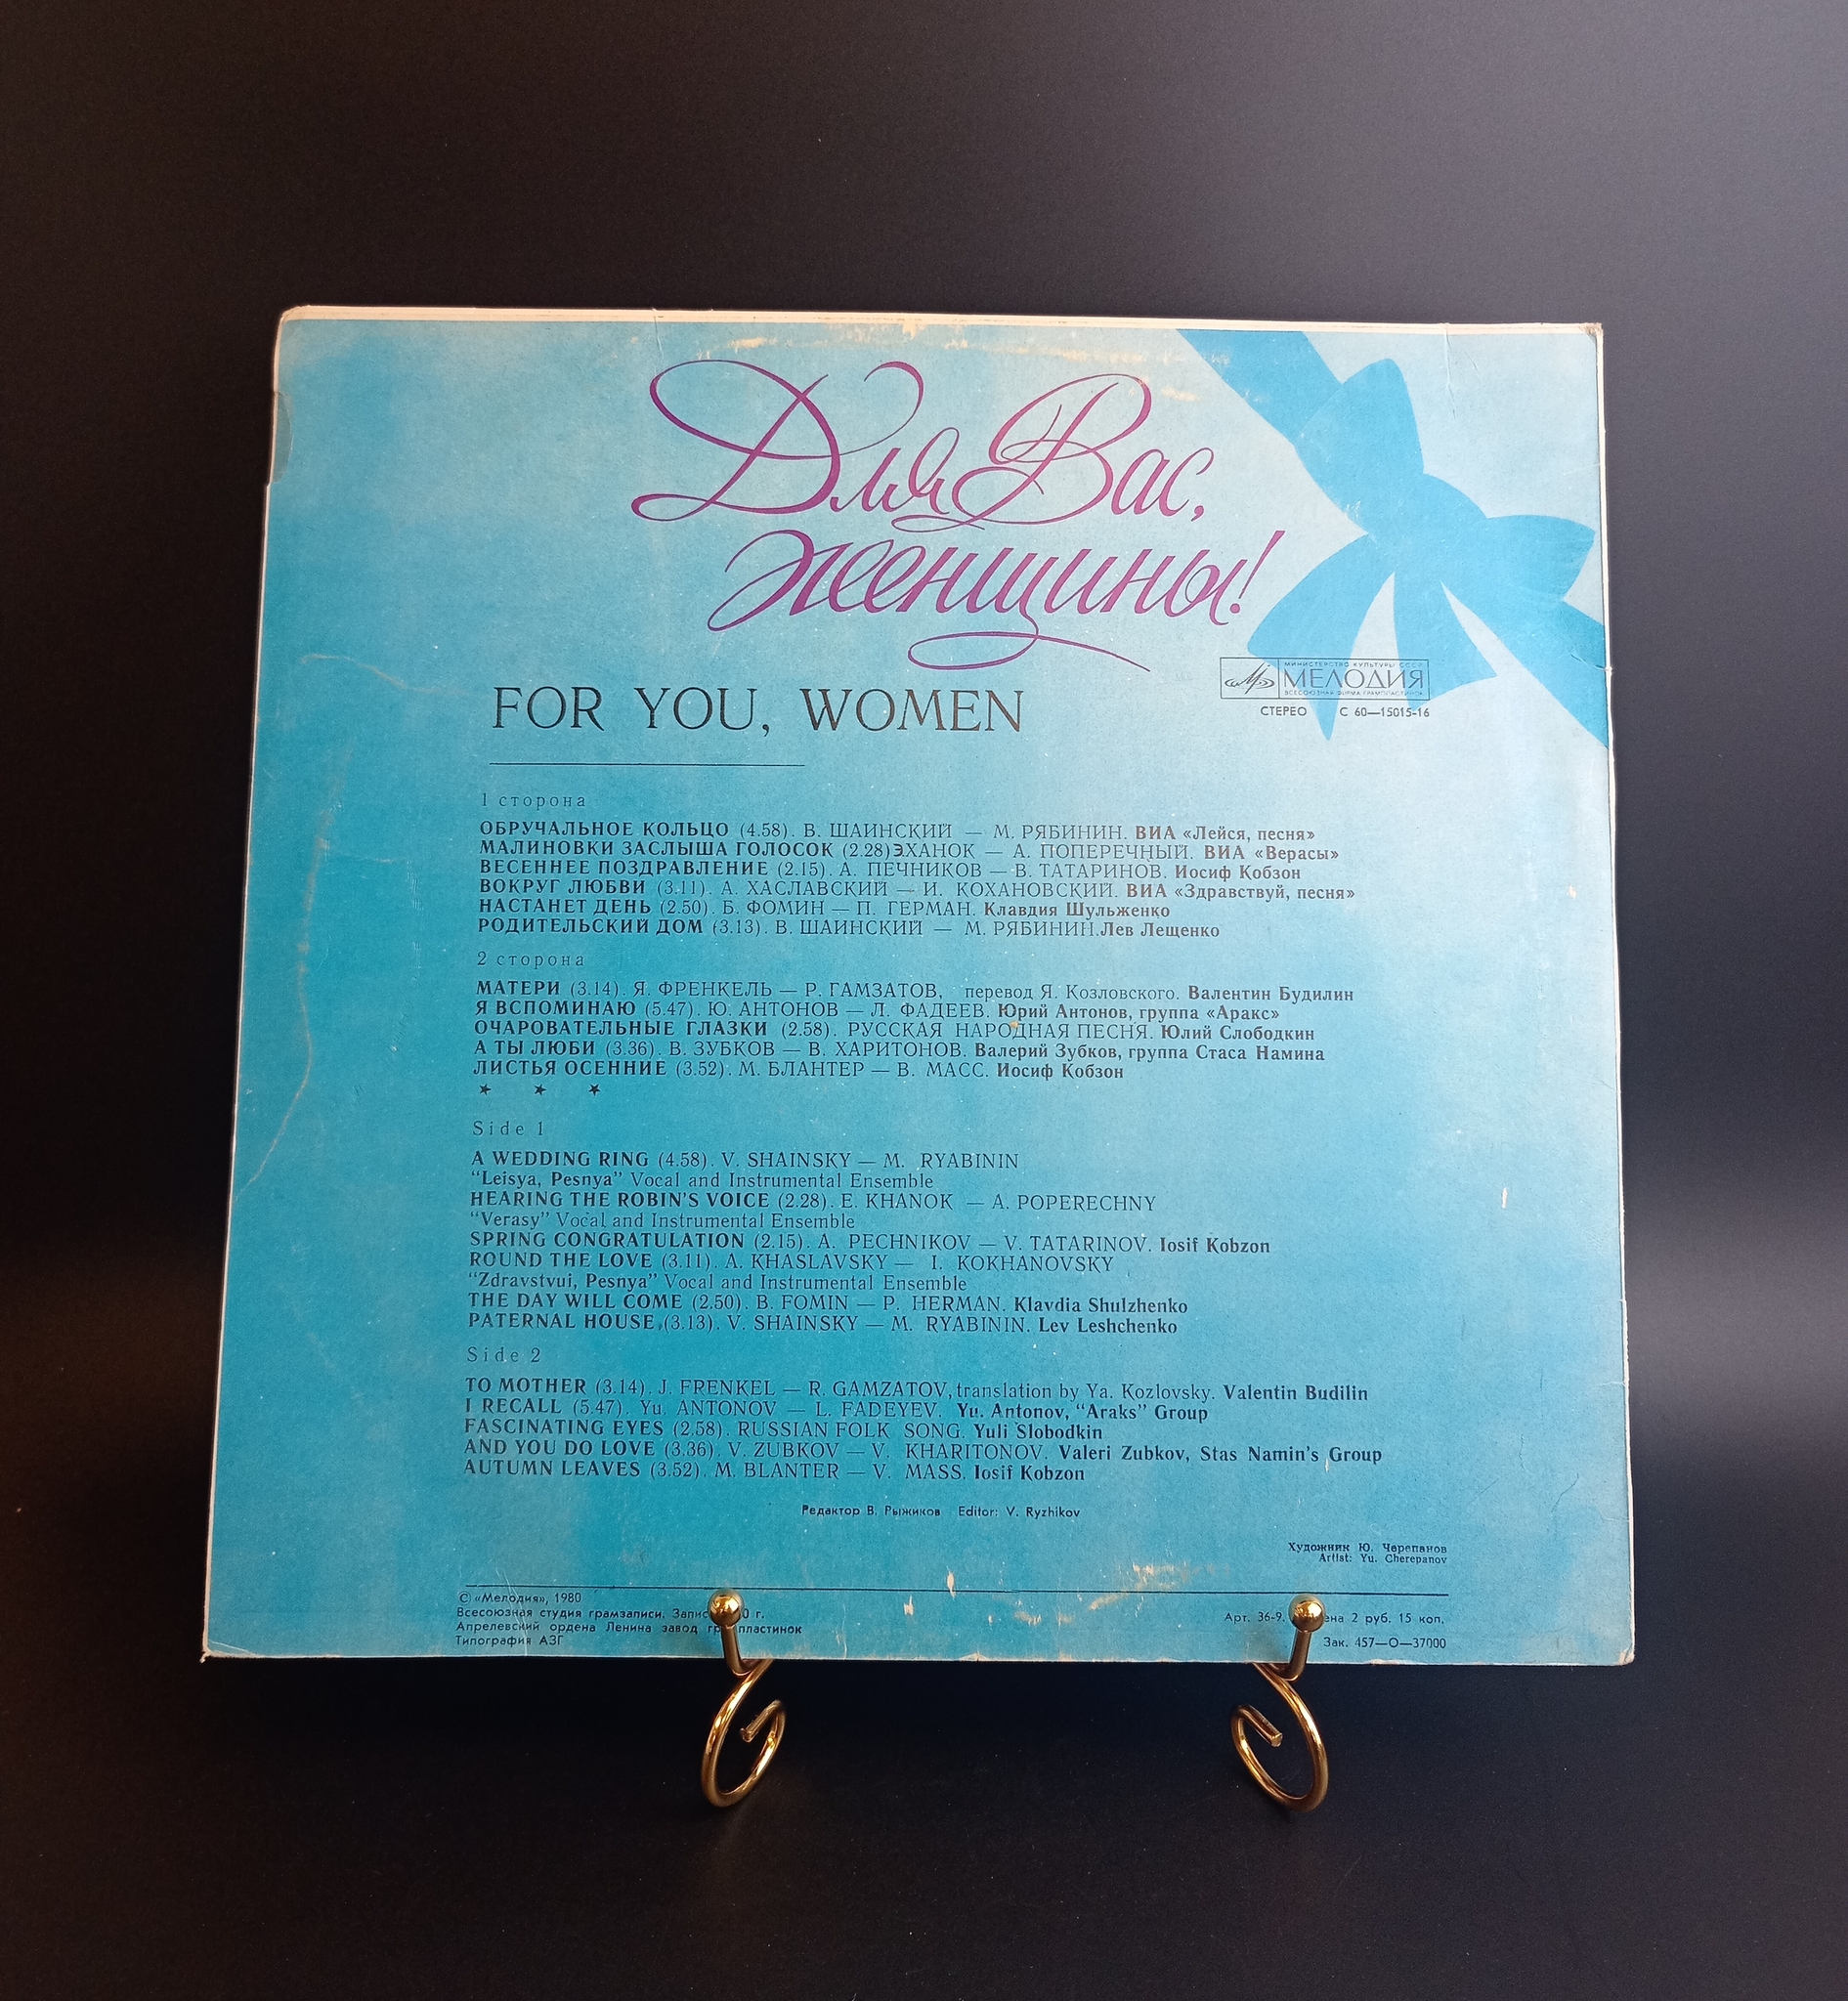 Для Вас,
женщины!
FOR YOU, WOMEN
МИНИСТЕРСТВО КУЛЬТУРЫ СССР
МЕЛОДИЯ
ВСЕСОЮЗНАЯ ФИРМА ГРАМПЛАСТИНОК
СТЕРЕО С 60—15015-16
1 сторона
ОБРУЧАЛЬНОЕ КОЛЬЦО (4.58). В. ШАИНСКИЙ — М. РЯБИНИН. ВИА «Лейся, песня»
МАЛИНОВКИ ЗАСЛЫША ГОЛОСОК (2.28)ЭХАНОК — А. ПОПЕРЕЧНЫЙ. ВИА «Верасы»
ВЕСЕННЕЕ ПОЗДРАВЛЕНИЕ (2.15). А. ПЕЧНИКОВ — В. ТАТАРИНОВ. Иосиф Кобзон
ВОКРУГ ЛЮБВИ (3.11). А. ХАСЛАВСКИЙ — И. КОХАНОВСКИЙ. ВИА «Здравствуй, песня»
НАСТАНЕТ ДЕНЬ (2.50). Б. ФОМИН — П. ГЕРМАН. Клавдия Шульженко
РОДИТЕЛЬСКИЙ ДОМ (3.13). В. ШАИНСКИЙ — М. РЯБИНИН.Лев Лещенко
2 сторона
МАТЕРИ (3.14). Я. ФРЕНКЕЛЬ — Р. ГАМЗАТОВ, перевод Я. Козловского. Валентин Будилин
Я ВСПОМИНАЮ (5.47). Ю. АНТОНОВ — Л. ФАДЕЕВ. Юрий Антонов, группа «Аракс»
ОЧАРОВАТЕЛЬНЫЕ ГЛАЗКИ (2.58). РУССКАЯ НАРОДНАЯ ПЕСНЯ. Юлий Слободкин
А ТЫ ЛЮБИ (3.36). В. ЗУБКОВ — В. ХАРИТОНОВ. Валерий Зубков, группа Стаса Намина
ЛИСТЬЯ ОСЕННИЕ (3.52). М. БЛАНТЕР — В. МАСС. Иосиф Кобзон
★ ★ ★
Side 1
A WEDDING RING (4.58). V. SHAINSKY — M. RYABININ
“Leisya, Pesnya” Vocal and Instrumental Ensemble
HEARING THE ROBIN'S VOICE (2.28). E. KHANOK — A. POPERECHNY
“Verasy” Vocal and Instrumental Ensemble
SPRING CONGRATULATION (2.15). A. PECHNIKOV — V. TATARINOV. Iosif Kobzon
ROUND THE LOVE (3.11). A. KHASLAVSKY — I. KOKHANOVSKY
“Zdravstvui, Pesnya” Vocal and Instrumental Ensemble
THE DAY WILL COME (2.50). B. FOMIN — P. HERMAN. Klavdia Shulzhenko
PATERNAL HOUSE (3.13). V. SHAINSKY — M. RYABININ. Lev Leshchenko
Side 2
TO MOTHER (3.14). J. FRENKEL — R. GAMZATOV, translation by Ya. Kozlovsky. Valentin Budilin
I RECALL (5.47). Yu. ANTONOV — L. FADEYEV. Yu. Antonov, “Araks” Group
FASCINATING EYES (2.58). RUSSIAN FOLK SONG. Yuli Slobodkin
AND YOU DO LOVE (3.36). V. ZUBKOV — V. KHARITONOV. Valeri Zubkov, Stas Namin's Group
AUTUMN LEAVES (3.52). M. BLANTER — V. MASS. Iosif Kobzon
Редактор В. Рыжиков Editor: V. Ryzhikov
Художник Ю. Черепанов
Artist: Yu. Cherepanov
© «Мелодия», 1980
Всесоюзная студия грамзаписи. 0 г.
Апрелевский ордена Ленина завод грампластинок
Типография АЗГ
Арт. 36-9. 2 руб. 15 коп.
Зак. 457—О—37000